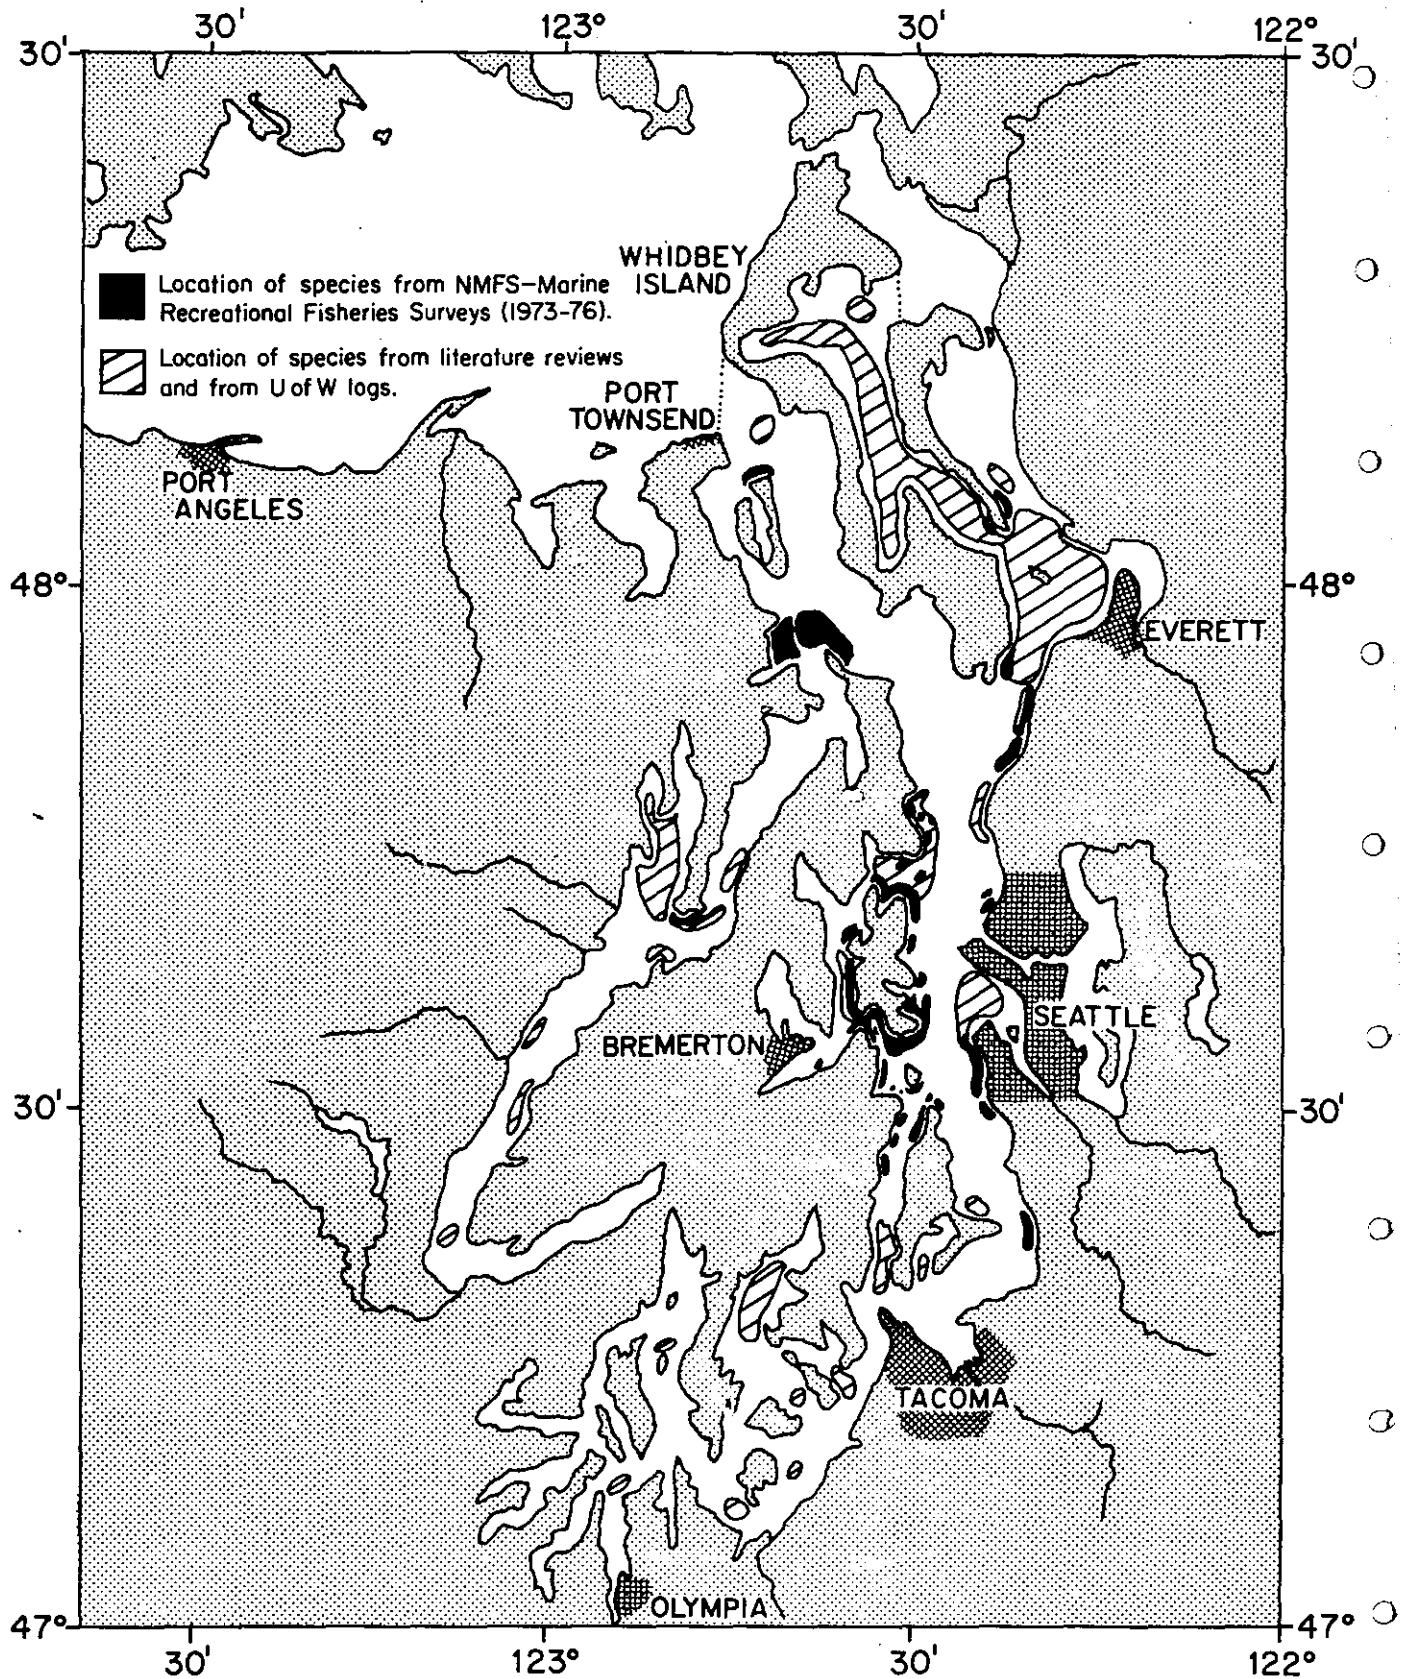 30' 123° 30' 122°
30' 30'
WHIDBEY
ISLAND
Location of species from NMFS-Marine
Recreational Fisheries Surveys (1973-76).
Location of species from literature reviews
and from U of W logs.
PORT
TOWNSEND
PORT
ANGELES
48° 48°
EVERETT
SEATTLE
BREMERTON
30' 30'
TACOMA
OLYMPIA
47° 47°
30' 123° 30' 122°